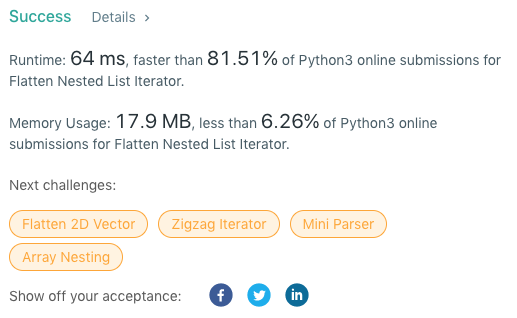 Success Details >
Runtime: 64 ms, faster than 81.51% of Python3 online submissions for
Flatten Nested List Iterator.
Memory Usage: 17.9 MB, less than 6.26% of Python3 online
submissions for Flatten Nested List Iterator.
Next challenges:
Flatten 2D Vector Zigzag Iterator Mini Parser
Array Nesting
Show off your acceptance: f in